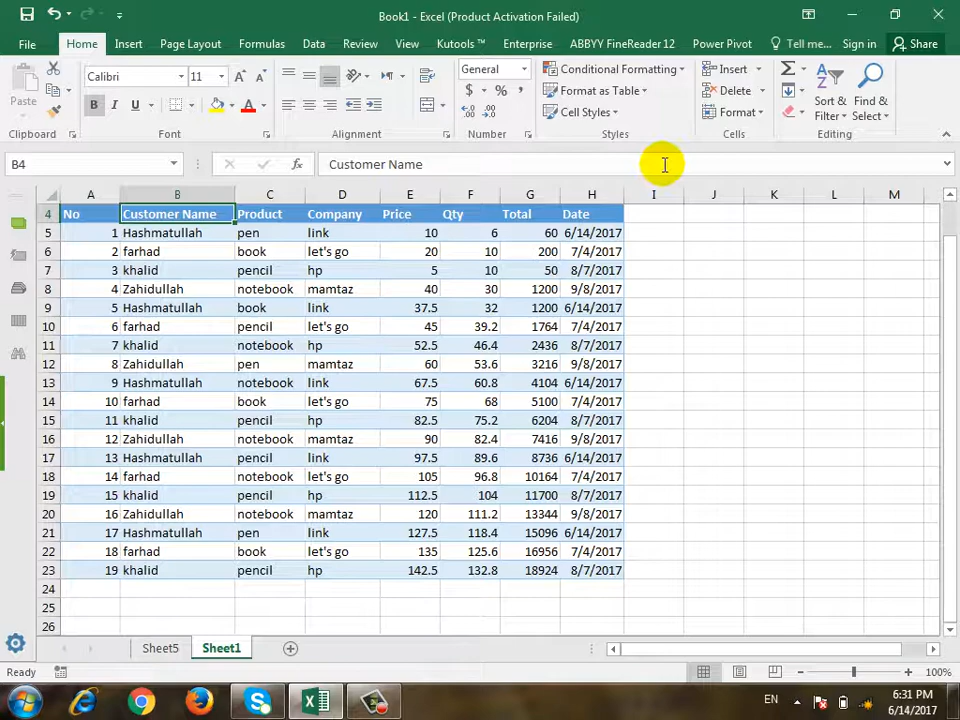 Book1 - Excel (Product Activation Failed)
File Home Insert Page Layout Formulas Data Review View Kutools ™ Enterprise ABBYY FineReader 12 Power Pivot Tell me... Sign in Share
Paste
Calibri 11
B I U
General
$ % ,
Conditional Formatting
Format as Table
Cell Styles
Insert
Delete
Format
Sort & Filter
Find & Select
Clipboard Font Alignment Number Styles Cells Editing
B4 fx Customer Name
A B C D E F G H I J K L M
4 No Customer Name Product Company Price Qty Total Date
5 1 Hashmatullah pen link 10 6 60 6/14/2017
6 2 farhad book let's go 20 10 200 7/4/2017
7 3 khalid pencil hp 5 10 50 8/7/2017
8 4 Zahidullah notebook mamtaz 40 30 1200 9/8/2017
9 5 Hashmatullah book link 37.5 32 1200 6/14/2017
10 6 farhad pencil let's go 45 39.2 1764 7/4/2017
11 7 khalid notebook hp 52.5 46.4 2436 8/7/2017
12 8 Zahidullah pen mamtaz 60 53.6 3216 9/8/2017
13 9 Hashmatullah notebook link 67.5 60.8 4104 6/14/2017
14 10 farhad book let's go 75 68 5100 7/4/2017
15 11 khalid pencil hp 82.5 75.2 6204 8/7/2017
16 12 Zahidullah notebook mamtaz 90 82.4 7416 9/8/2017
17 13 Hashmatullah pencil link 97.5 89.6 8736 6/14/2017
18 14 farhad notebook let's go 105 96.8 10164 7/4/2017
19 15 khalid pencil hp 112.5 104 11700 8/7/2017
20 16 Zahidullah notebook mamtaz 120 111.2 13344 9/8/2017
21 17 Hashmatullah pen link 127.5 118.4 15096 6/14/2017
22 18 farhad book let's go 135 125.6 16956 7/4/2017
23 19 khalid pencil hp 142.5 132.8 18924 8/7/2017
24
25
26
Sheet5 Sheet1
Ready 100%
EN 6:31 PM
6/14/2017